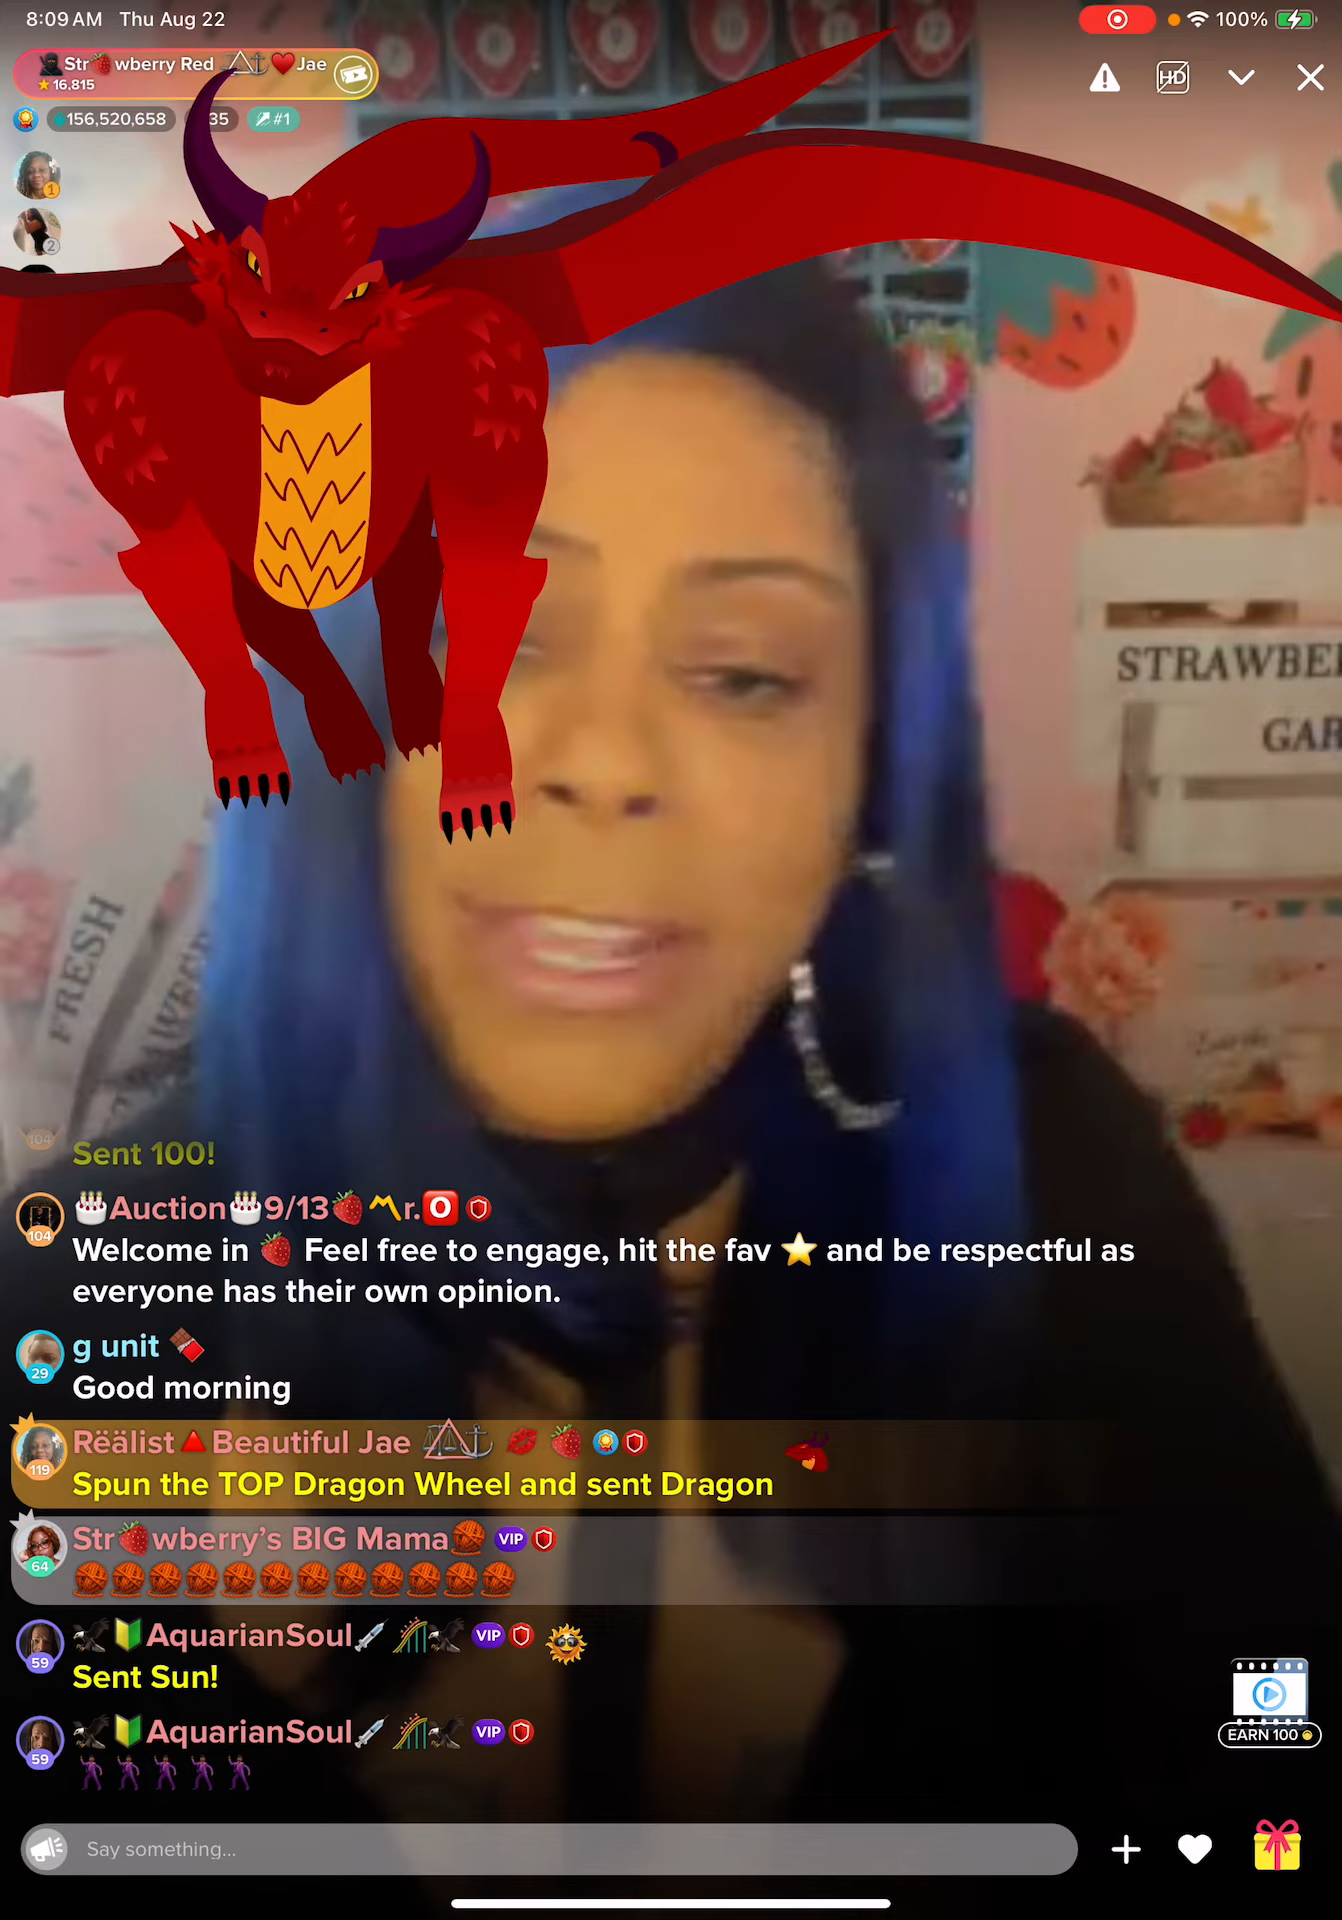 8:09 AM Thu Aug 22
100%
Str🍓wberry Red ❤️Jae
★16.815
HD
156,520,658
35
#1
1
2
STRAWBE
GAR
FRESH
104
Sent 100!
🎂Auction🎂9/13🍓〽️r.🅾️
104
Welcome in 🍓 Feel free to engage, hit the fav ⭐ and be respectful as
everyone has their own opinion.
g unit 🍫
29
Good morning
Rëälist🔺Beautiful Jae ⚖️⚓ 💋 🍓
119
Spun the TOP Dragon Wheel and sent Dragon
Str🍓wberry's BIG Mama🧶 VIP
64
🧶🧶🧶🧶🧶🧶🧶🧶🧶🧶🧶🧶
🦅🔰AquarianSoul💉🎢🦅 VIP
59
Sent Sun!
🦅🔰AquarianSoul💉🎢🦅 VIP
59
🕺🏾🕺🏾🕺🏾🕺🏾🕺🏾
EARN 100
Say something...